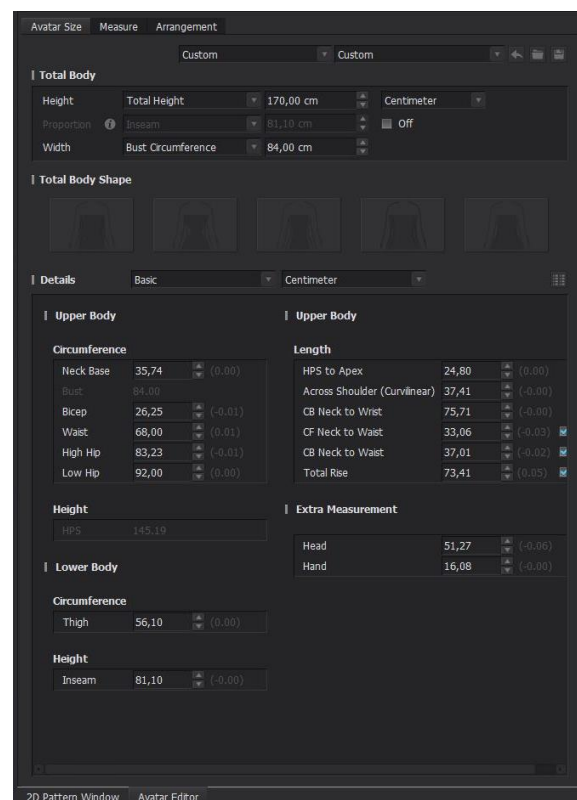 Avatar Size Measure Arrangement
Custom Custom
Total Body
Height Total Height 170,00 cm Centimeter
Proportion Inseam 81,10 cm Off
Width Bust Circumference 84,00 cm
Total Body Shape
Details Basic Centimeter
Upper Body
Circumference
Neck Base 35,74 (0.00)
Bust 84.00
Bicep 26,25 (-0.01)
Waist 68,00 (0.01)
High Hip 83,23 (-0.01)
Low Hip 92,00 (0.00)
Height
HPS 145.19
Lower Body
Circumference
Thigh 56,10 (0.00)
Height
Inseam 81,10 (-0.00)
Upper Body
Length
HPS to Apex 24,80 (0.00)
Across Shoulder (Curvilinear) 37,41 (-0.00)
CB Neck to Wrist 75,71 (-0.00)
CF Neck to Waist 33,06 (-0.03)
CB Neck to Waist 37,01 (-0.02)
Total Rise 73,41 (0.05)
Extra Measurement
Head 51,27 (-0.06)
Hand 16,08 (-0.00)
2D Pattern Window Avatar Editor